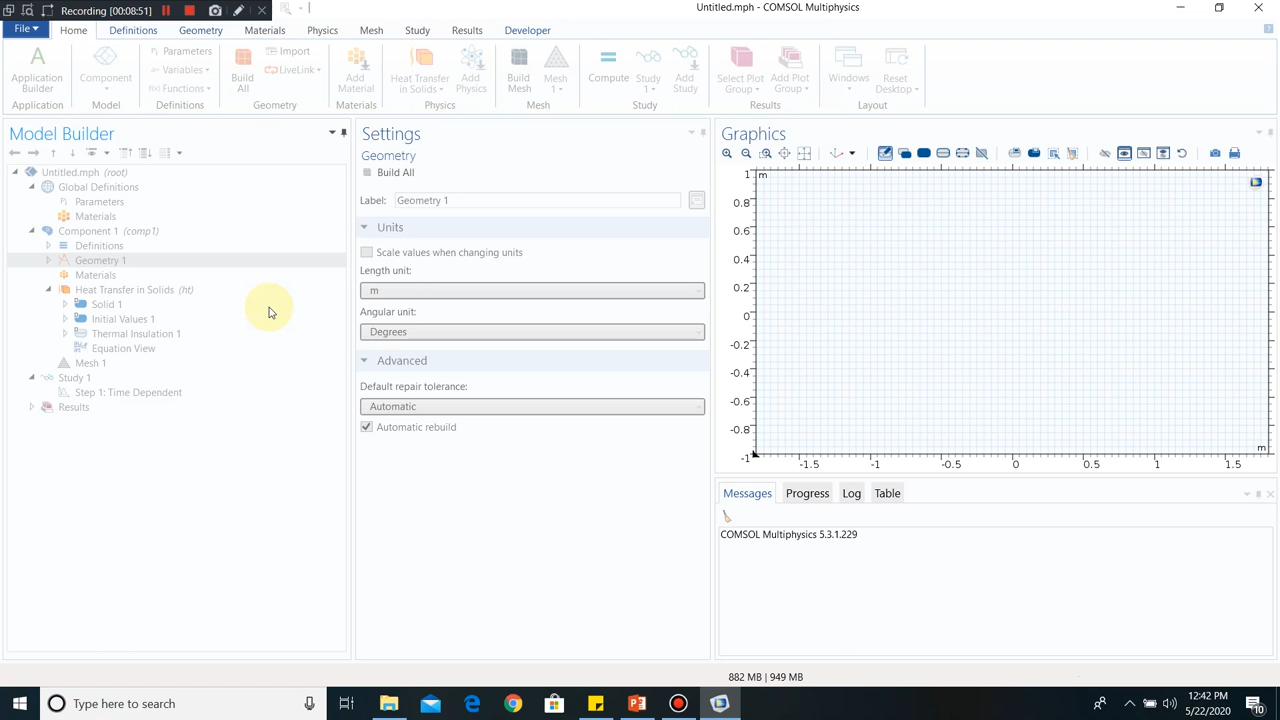 Recording [00:08:51]
Untitled.mph - COMSOL Multiphysics
File
Home
Definitions
Geometry
Materials
Physics
Mesh
Study
Results
Developer
Application Builder
Application
Component
Model
Parameters
Variables
Functions
Definitions
Build All
Import
LiveLink
Geometry
Add Material
Materials
Heat Transfer in Solids
Add Physics
Physics
Build Mesh
Mesh 1
Mesh
Compute
Study 1
Add Study
Study
Select Plot Group
Add Plot Group
Results
Windows
Reset Desktop
Layout
Model Builder
Untitled.mph (root)
Global Definitions
Parameters
Materials
Component 1 (comp1)
Definitions
Geometry 1
Materials
Heat Transfer in Solids (ht)
Solid 1
Initial Values 1
Thermal Insulation 1
Equation View
Mesh 1
Study 1
Step 1: Time Dependent
Results
Settings
Geometry
Build All
Label: Geometry 1
Units
Scale values when changing units
Length unit:
m
Angular unit:
Degrees
Advanced
Default repair tolerance:
Automatic
Automatic rebuild
Graphics
1
m
0.8
0.6
0.4
0.2
0
-0.2
-0.4
-0.6
-0.8
-1
m
-1.5 -1 -0.5 0 0.5 1 1.5
Messages
Progress
Log
Table
COMSOL Multiphysics 5.3.1.229
882 MB | 949 MB
Type here to search
12:42 PM
5/22/2020
10